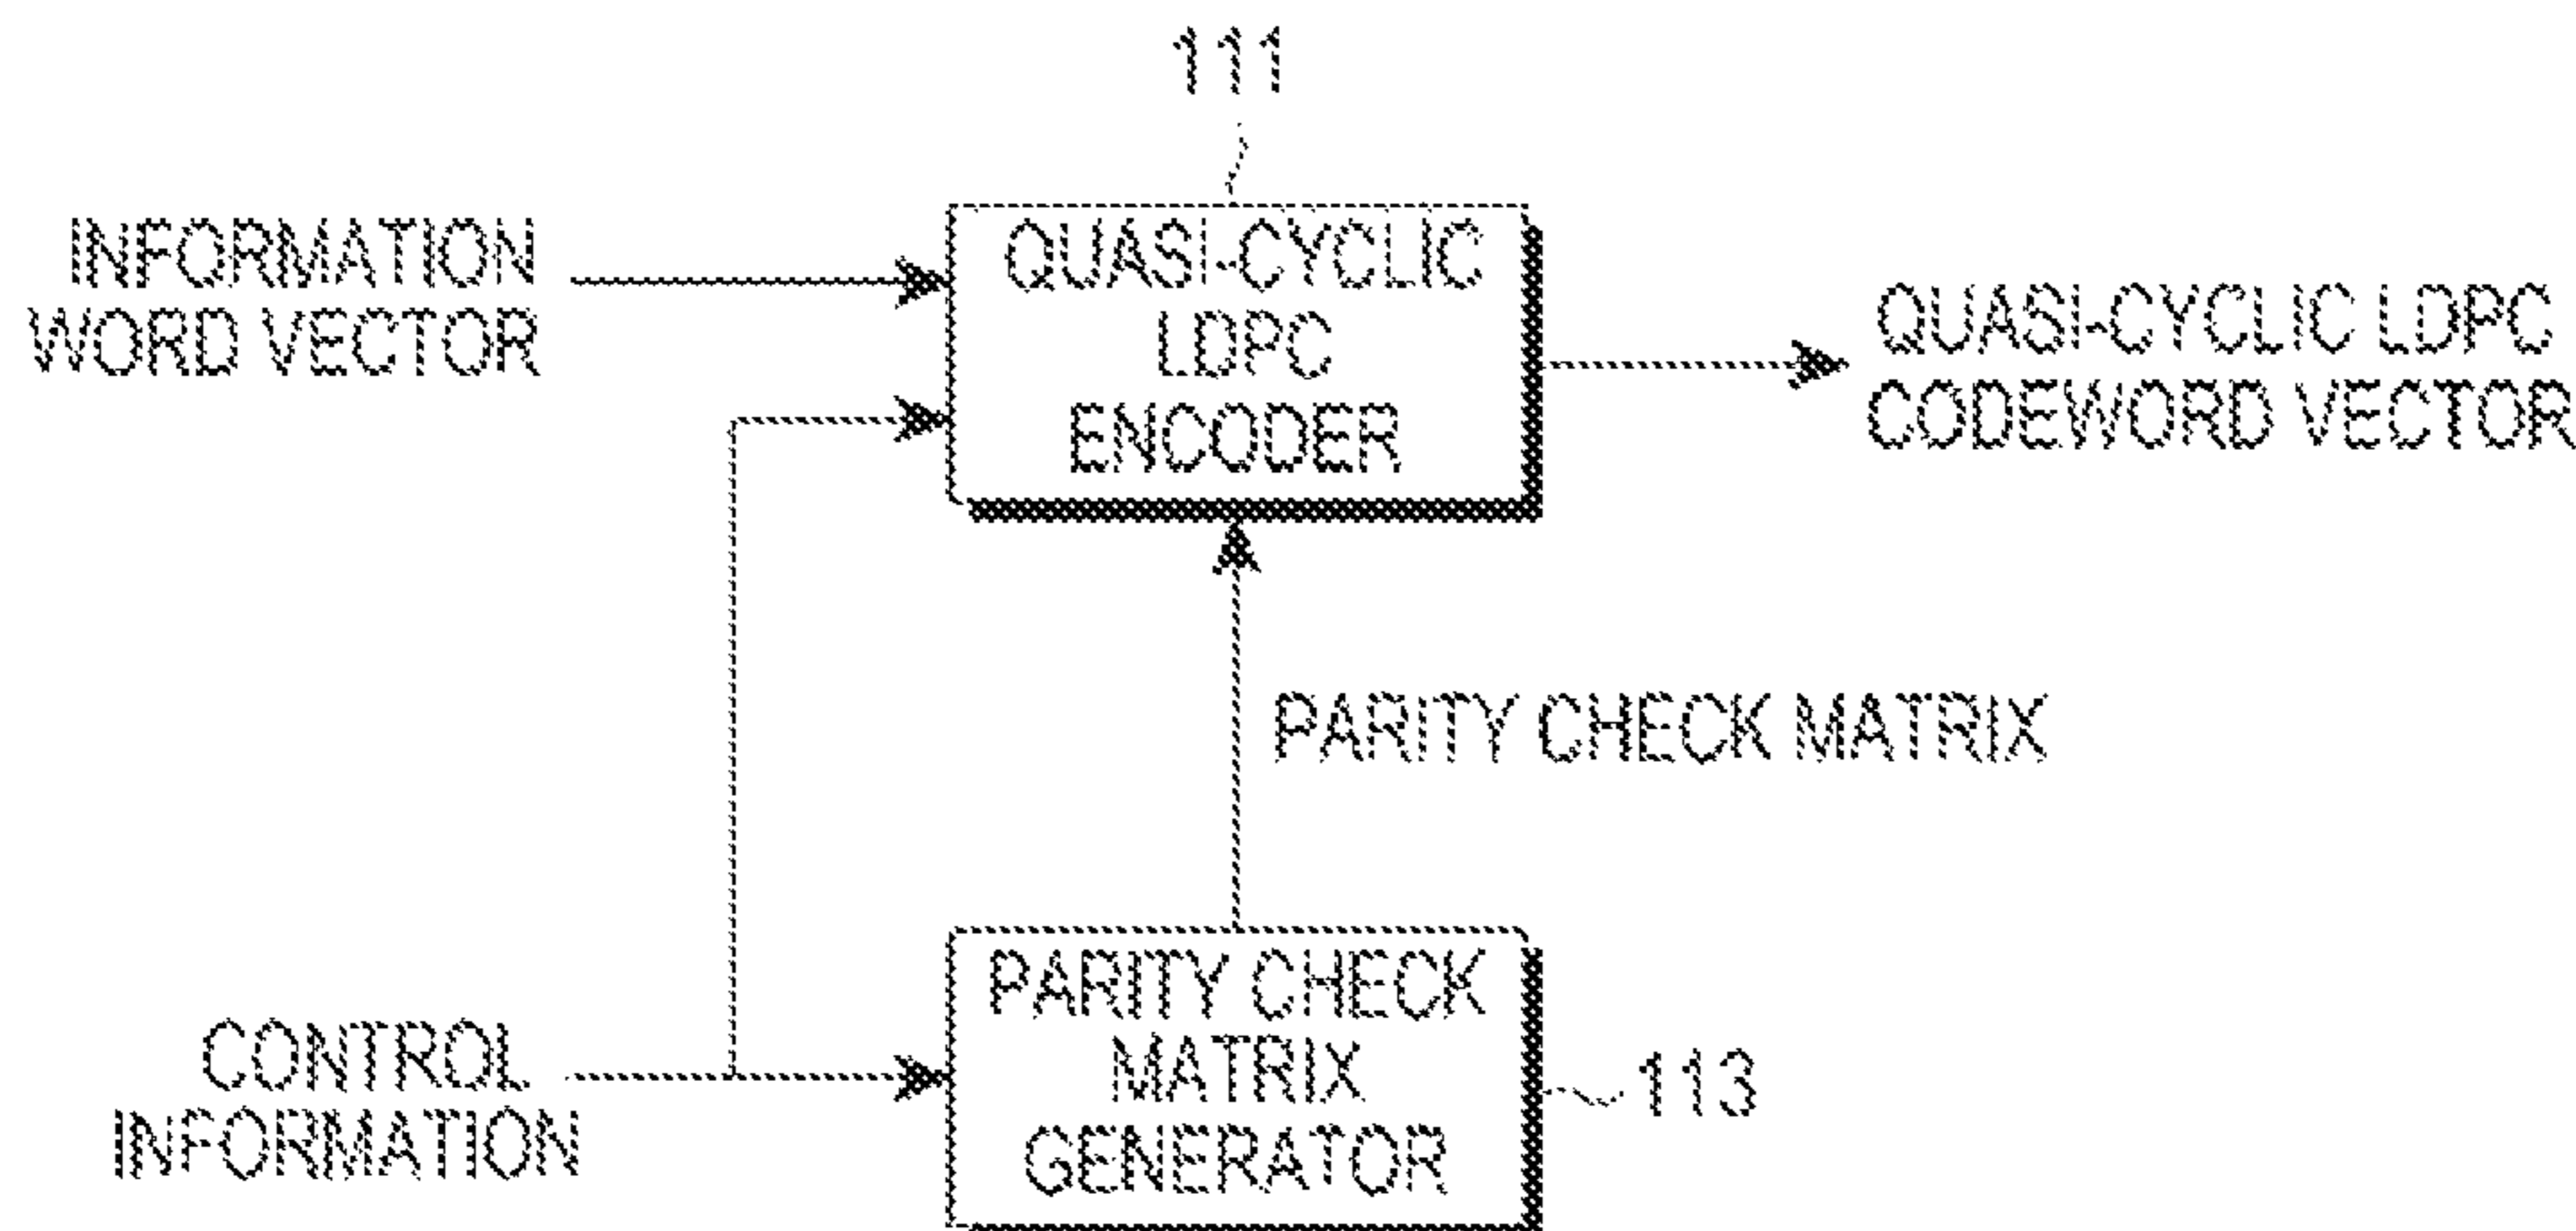 111
INFORMATION
WORD VECTOR
QUASI-CYCLIC
LDPC
ENCODER
QUASI-CYCLIC LDPC
CODEWORD VECTOR
PARITY CHECK MATRIX
CONTROL
INFORMATION
PARITY CHECK
MATRIX
GENERATOR
113